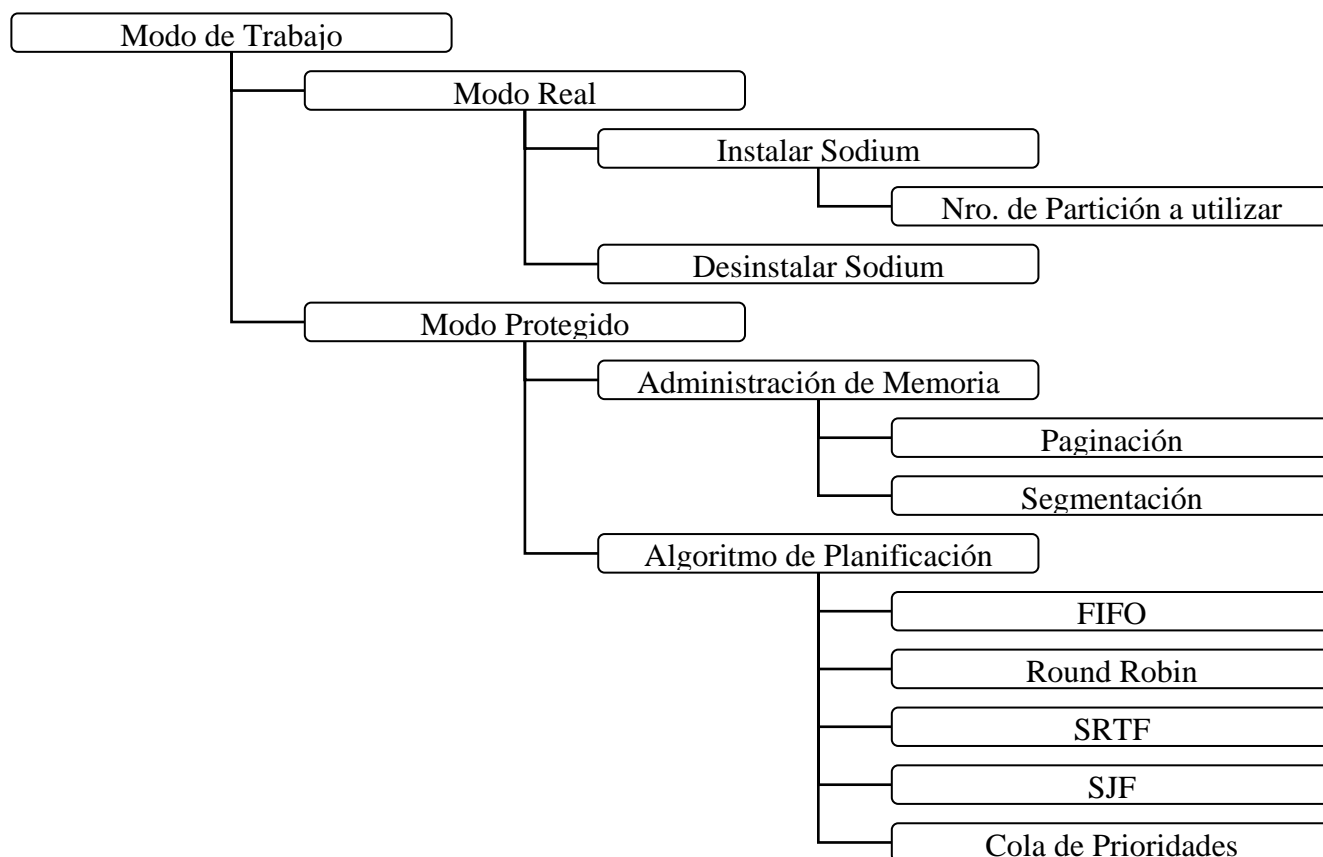 Modo de Trabajo
Modo Real
Instalar Sodium
Nro. de Partición a utilizar
Desinstalar Sodium
Modo Protegido
Administración de Memoria
Paginación
Segmentación
Algoritmo de Planificación
FIFO
Round Robin
SRTF
SJF
Cola de Prioridades